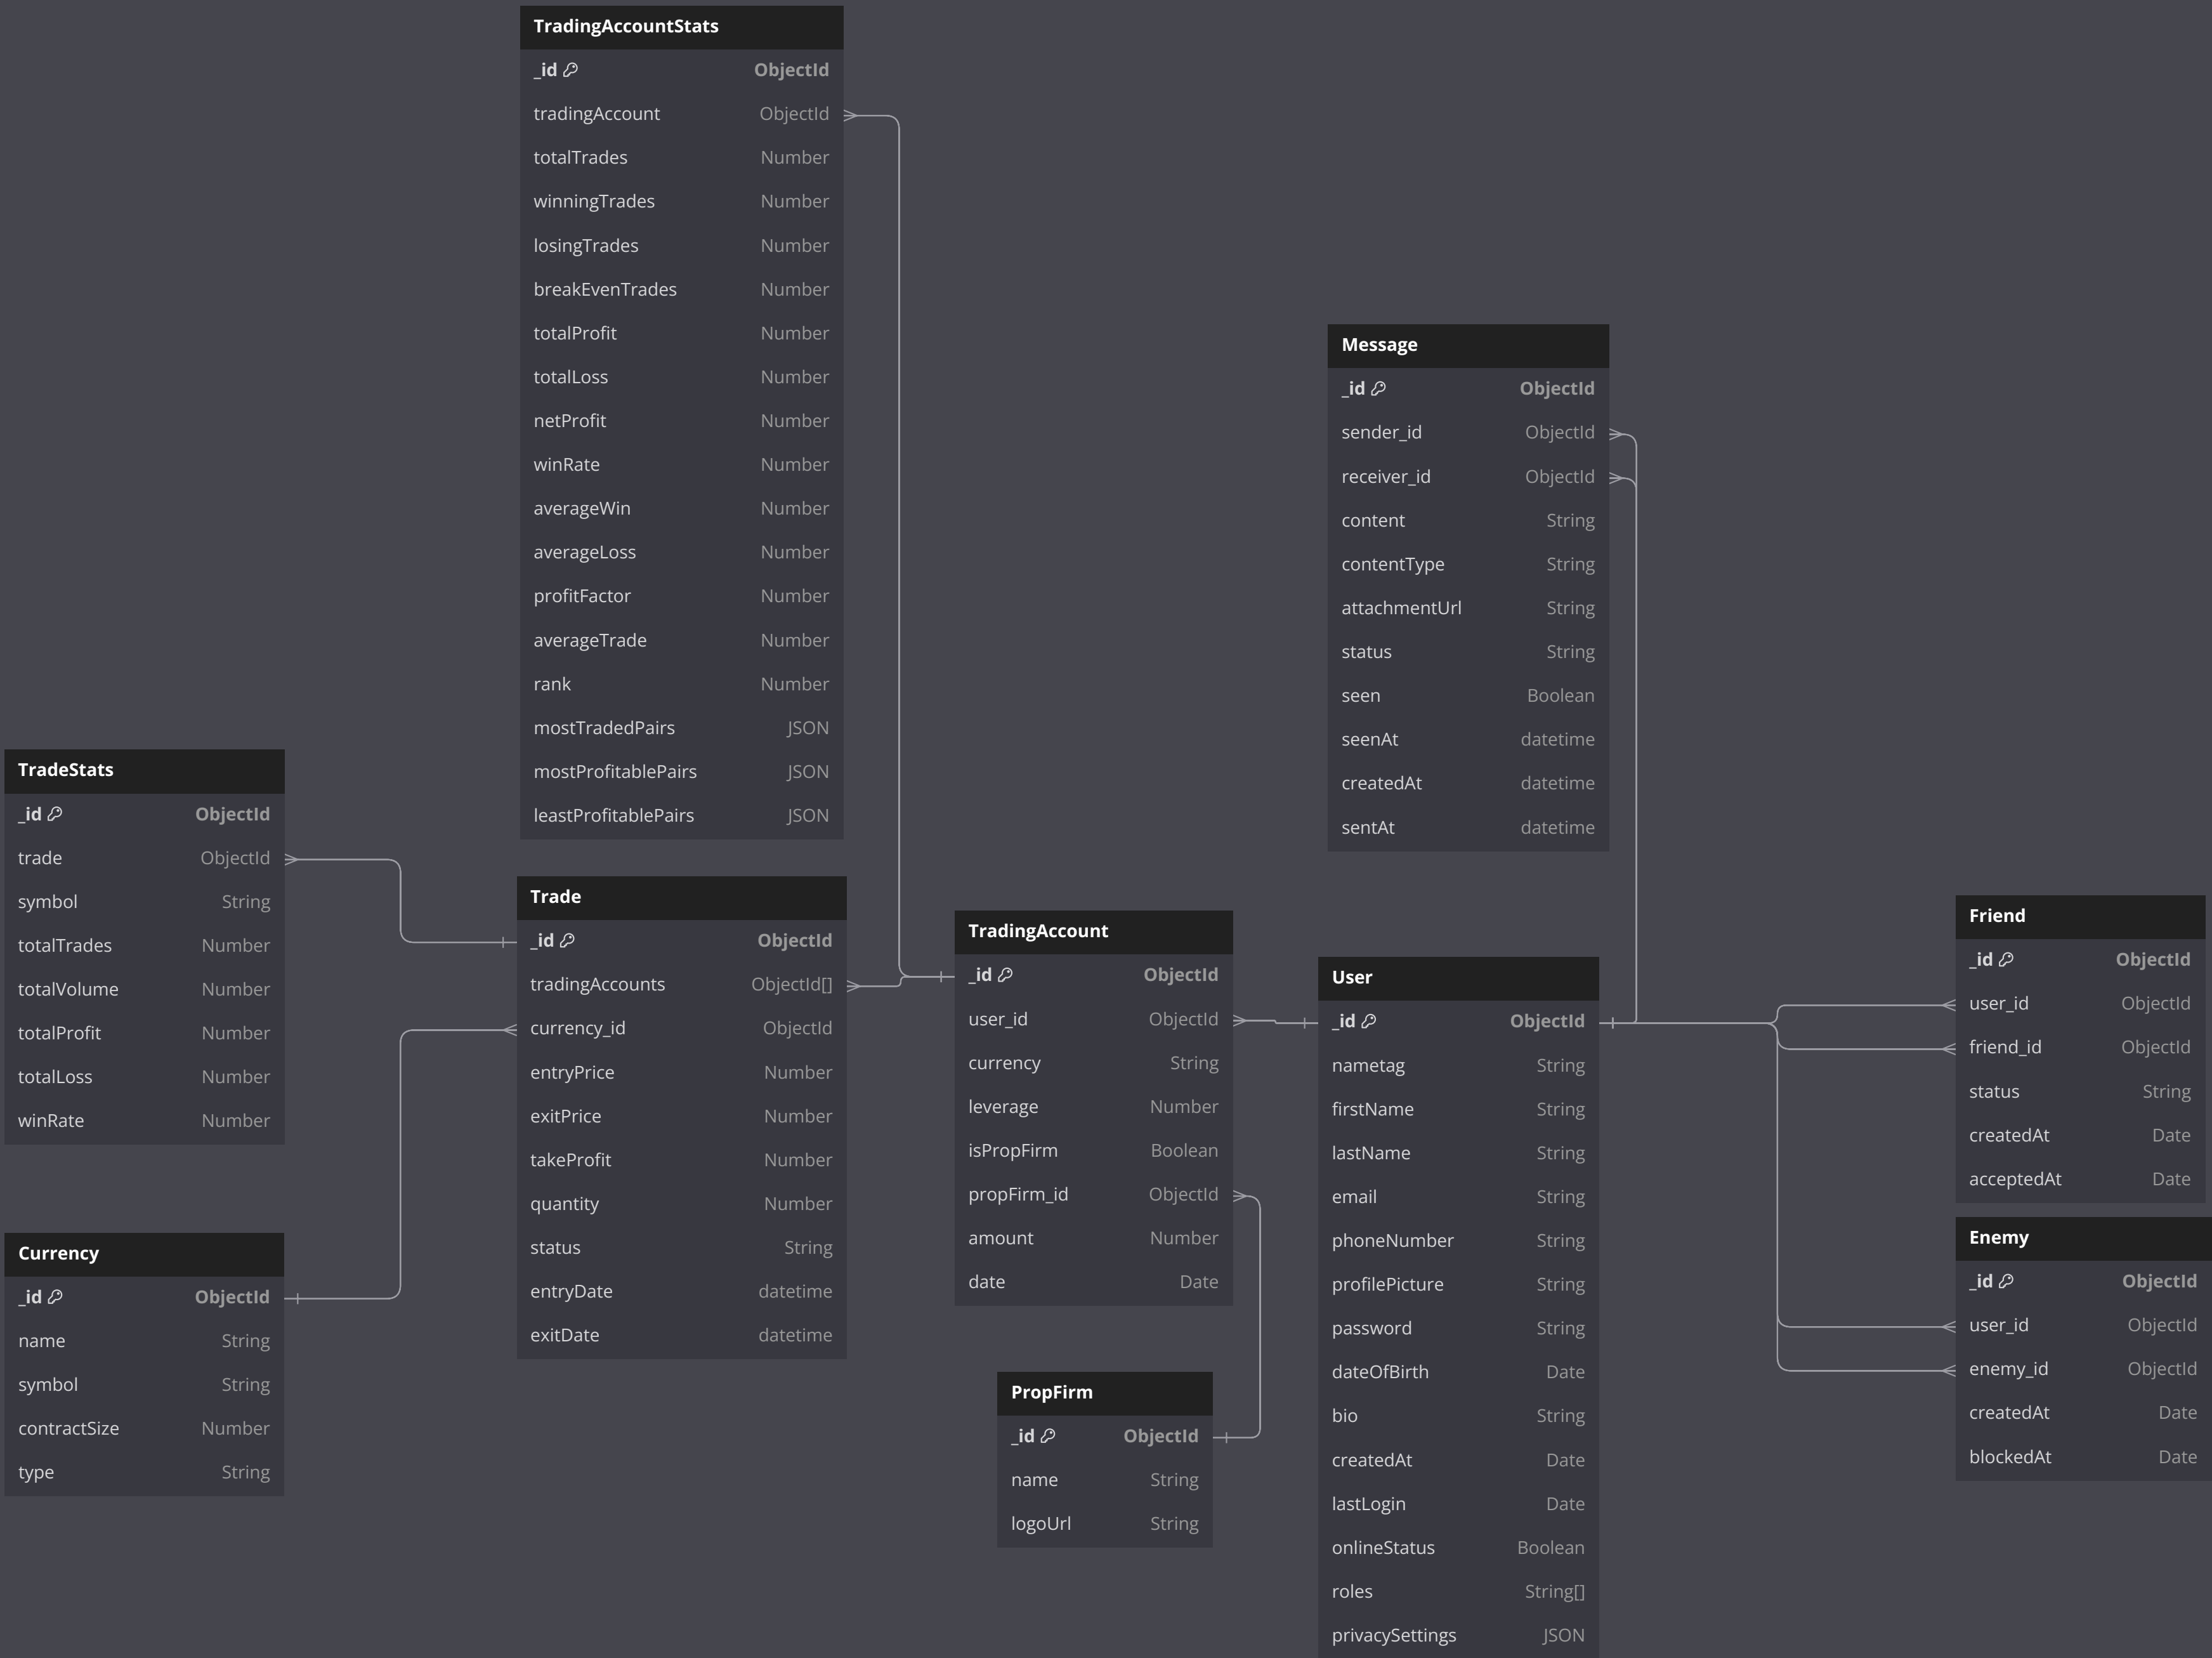 TradingAccountStats
_id ObjectId
tradingAccount ObjectId
totalTrades Number
winningTrades Number
losingTrades Number
breakEvenTrades Number
totalProfit Number
totalLoss Number
netProfit Number
winRate Number
averageWin Number
averageLoss Number
profitFactor Number
averageTrade Number
rank Number
mostTradedPairs JSON
mostProfitablePairs JSON
leastProfitablePairs JSON
Message
_id ObjectId
sender_id ObjectId
receiver_id ObjectId
content String
contentType String
attachmentUrl String
status String
seen Boolean
seenAt datetime
createdAt datetime
sentAt datetime
TradeStats
_id ObjectId
trade ObjectId
symbol String
totalTrades Number
totalVolume Number
totalProfit Number
totalLoss Number
winRate Number
Trade
_id ObjectId
tradingAccounts ObjectId[]
currency_id ObjectId
entryPrice Number
exitPrice Number
takeProfit Number
quantity Number
status String
entryDate datetime
exitDate datetime
TradingAccount
_id ObjectId
user_id ObjectId
currency String
leverage Number
isPropFirm Boolean
propFirm_id ObjectId
amount Number
date Date
User
_id ObjectId
nametag String
firstName String
lastName String
email String
phoneNumber String
profilePicture String
password String
dateOfBirth Date
bio String
createdAt Date
lastLogin Date
onlineStatus Boolean
roles String[]
privacySettings JSON
Friend
_id ObjectId
user_id ObjectId
friend_id ObjectId
status String
createdAt Date
acceptedAt Date
Enemy
_id ObjectId
user_id ObjectId
enemy_id ObjectId
createdAt Date
blockedAt Date
Currency
_id ObjectId
name String
symbol String
contractSize Number
type String
PropFirm
_id ObjectId
name String
logoUrl String